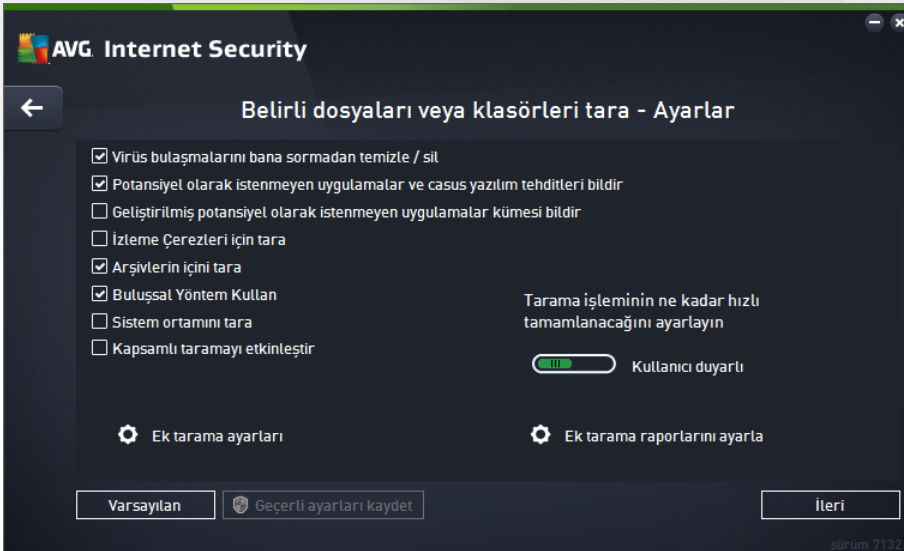 AVG Internet Security
Belirli dosyaları veya klasörleri tara - Ayarlar
Virüs bulaşmalarını bana sormadan temizle / sil
Potansiyel olarak istenmeyen uygulamalar ve casus yazılım tehditleri bildir
Geliştirilmiş potansiyel olarak istenmeyen uygulamalar kümesi bildir
İzleme Çerezleri için tara
Arşivlerin içini tara
Buluşsal Yöntem Kullan
Sistem ortamını tara
Kapsamlı taramayı etkinleştir
Tarama işleminin ne kadar hızlı
tamamlanacağını ayarlayın
Kullanıcı duyarlı
Ek tarama ayarları
Ek tarama raporlarını ayarla
Varsayılan
Geçerli ayarları kaydet
İleri
sürüm 7132